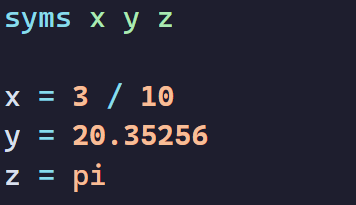 syms x y z
x = 3 / 10
y = 20.35256
z = pi